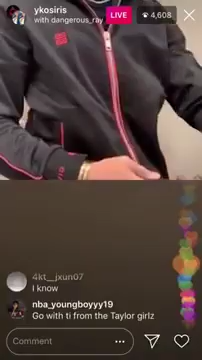 ykosiris
LIVE
4,608
with dangerous_ray
4kt__jxun07
I know
nba_youngboyyy19
Go with ti from the Taylor girlz
Comment